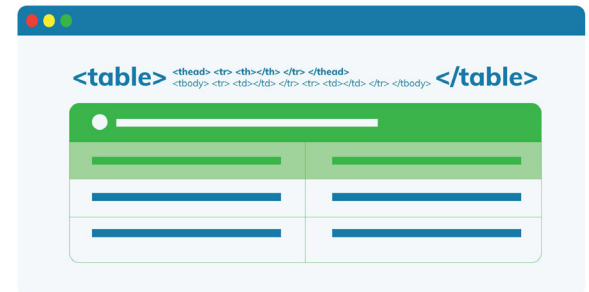 <table> <thead> <tr> <th></th> </tr> </thead> </table>
<tbody> <tr> <td></td> </tr> <tr> <td></td> </tr> </tbody>